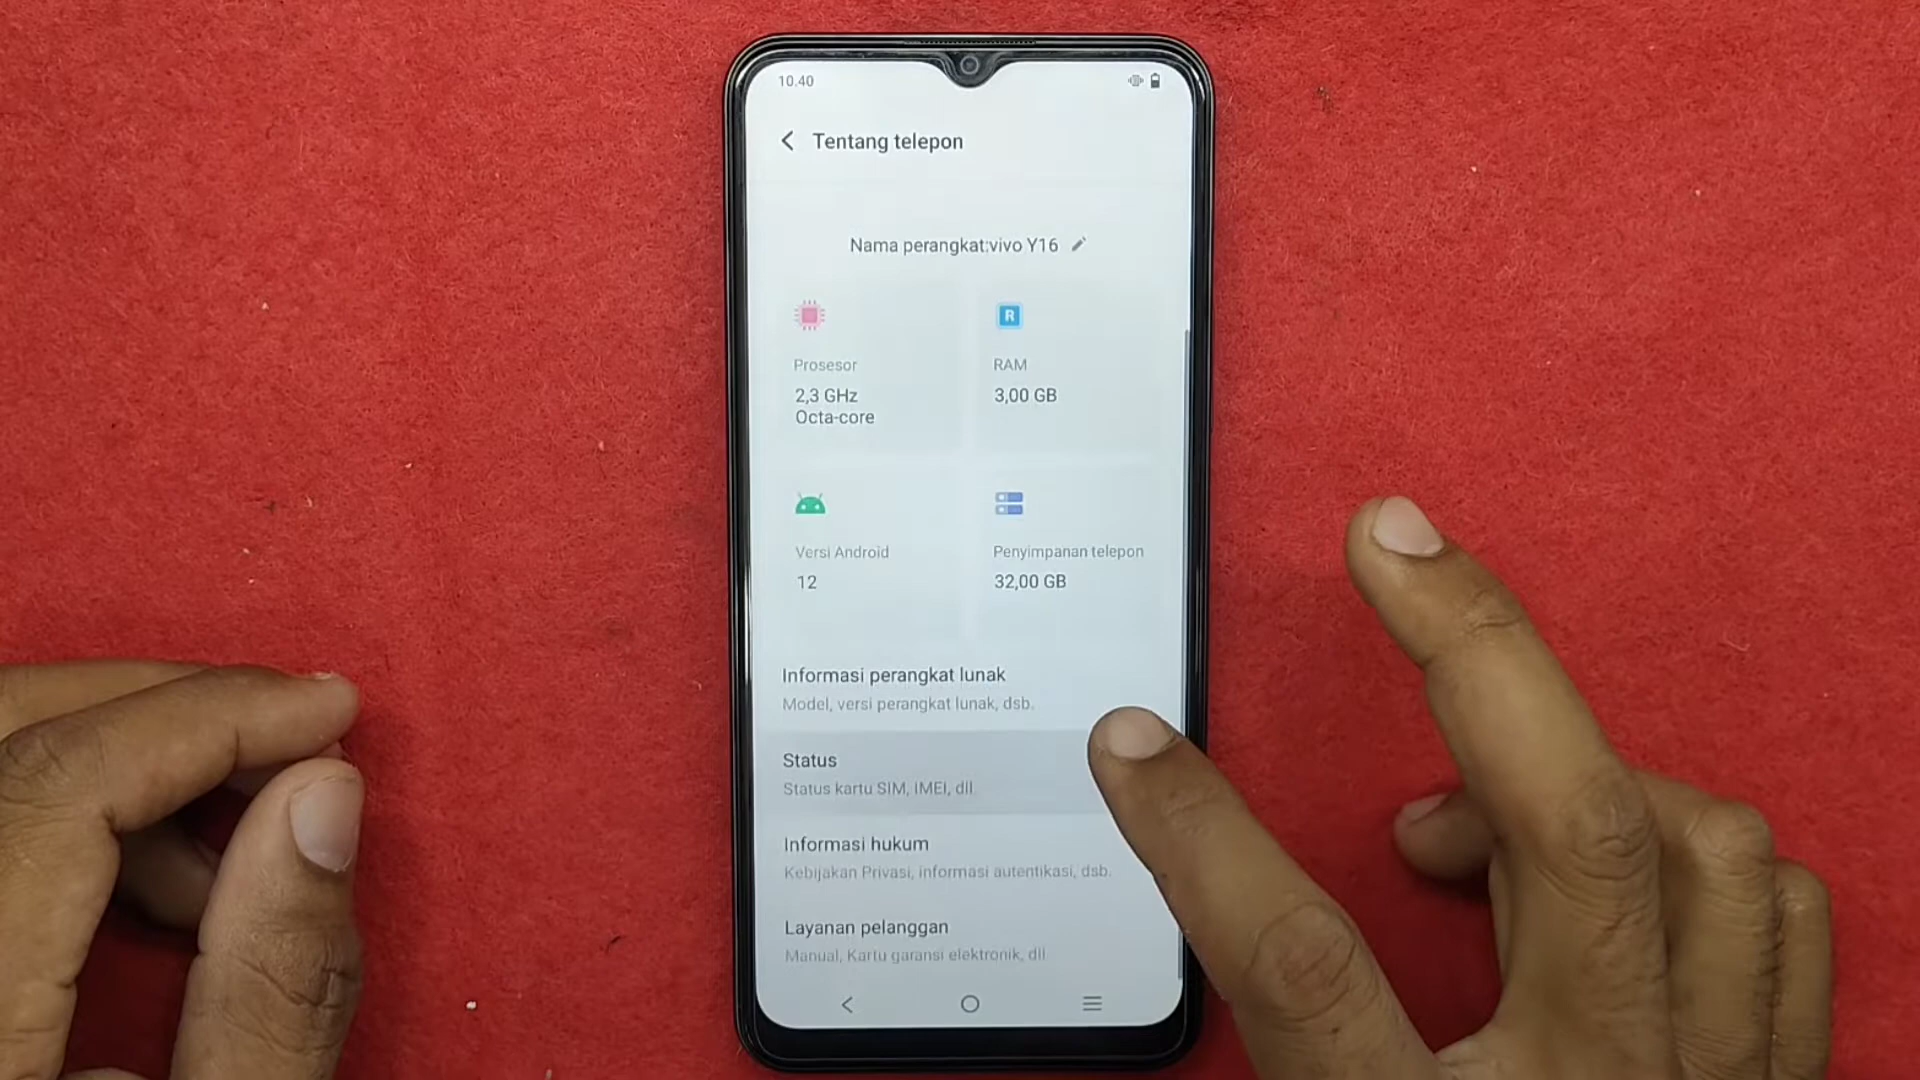 10.40
Tentang telepon
Nama perangkat:vivo Y16
R
Prosesor
RAM
2,3 GHz
Octa-core
3,00 GB
Versi Android
Penyimpanan telepon
12
32,00 GB
Informasi perangkat lunak
Model, versi perangkat lunak, dsb.
Status
Status kartu SIM, IMEI, dll.
Informasi hukum
Kebijakan Privasi, informasi autentikasi, dsb.
Layanan pelanggan
Manual, Kartu garansi elektronik, dll